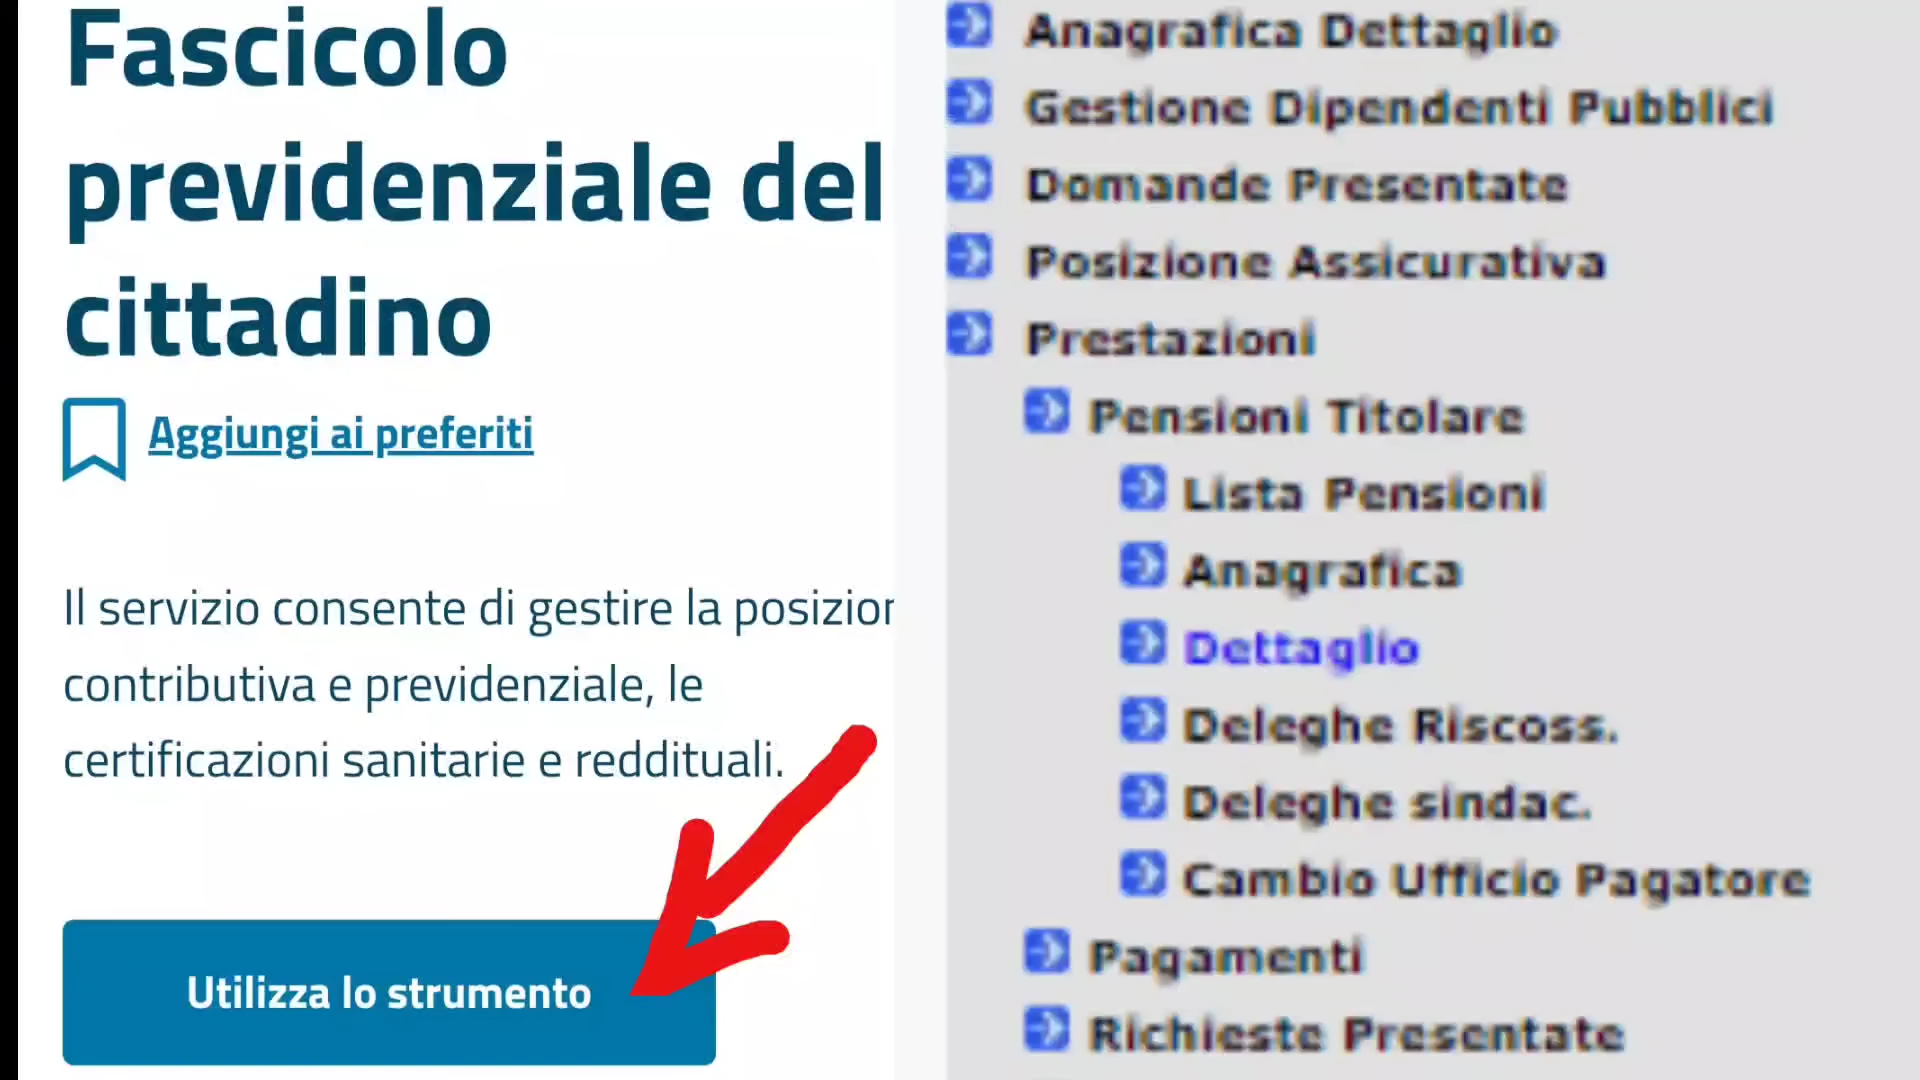 Fascicolo
previdenziale del
cittadino
Aggiungi ai preferiti
Il servizio consente di gestire la posizior
contributiva e previdenziale, le
certificazioni sanitarie e reddituali.
Utilizza lo strumento
Anagrafica Dettaglio
Gestione Dipendenti Pubblici
Domande Presentate
Posizione Assicurativa
Prestazioni
Pensioni Titolare
Lista Pensioni
Anagrafica
Dettaglio
Deleghe Riscoss.
Deleghe sindac.
Cambio Ufficio Pagatore
Pagamenti
Richieste Presentate